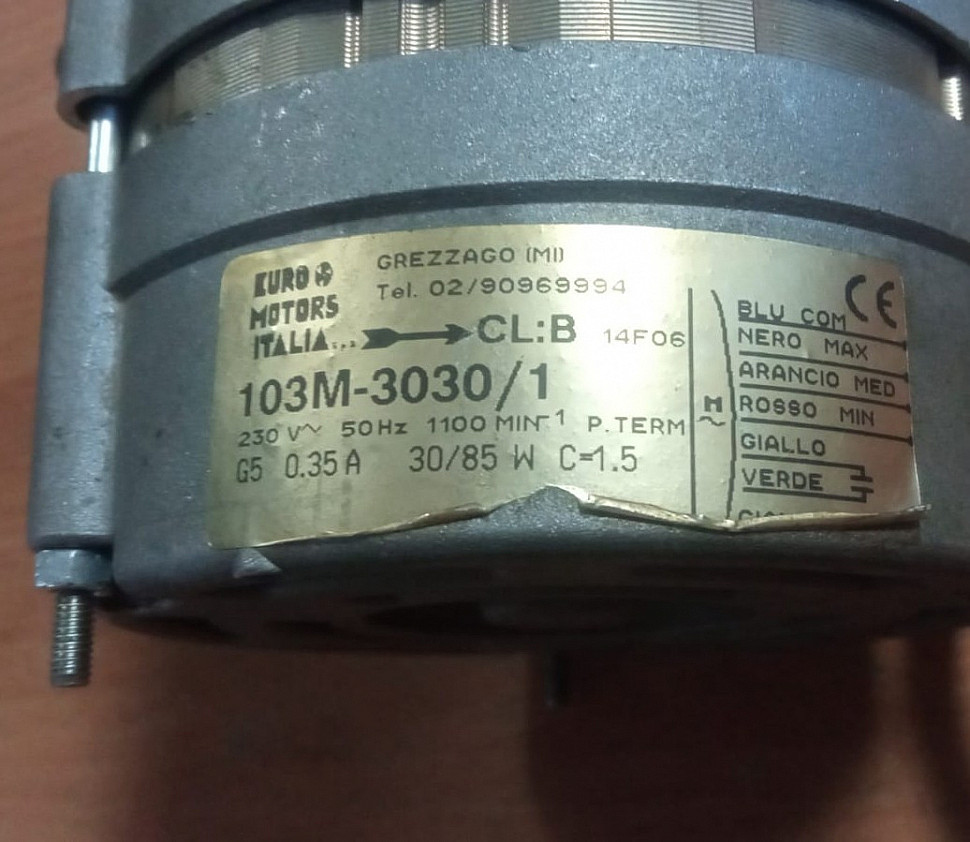 EURO
MOTORS
ITALIA
GREZZAGO (MI)
Tel. 02/90969994
CL:B 14F06
103M-3030/1
230 V~ 50Hz 1100 MIN⁻¹ P.TERM
G5 0.35A 30/85 W C=1.5
M
~
CE
BLU COM
NERO MAX
ARANCIO MED
ROSSO MIN
GIALLO
VERDE